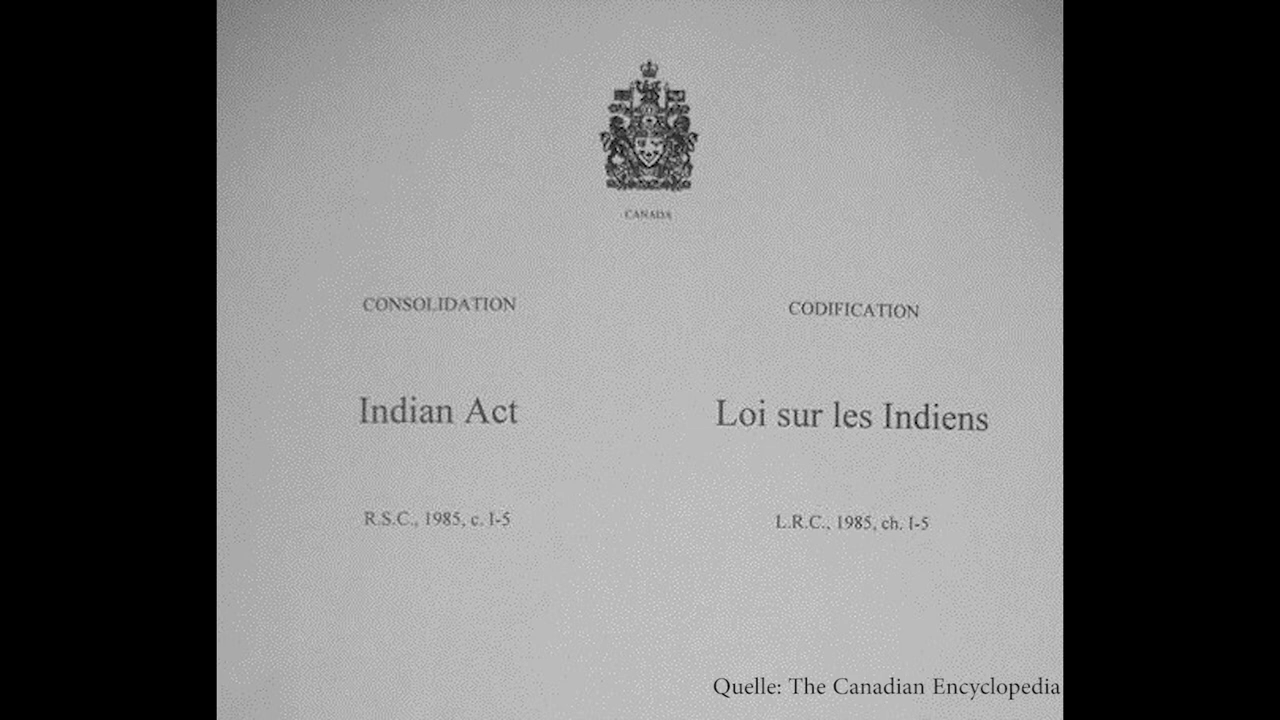 CANADA
CONSOLIDATION
CODIFICATION
Indian Act
Loi sur les Indiens
R.S.C., 1985, c. I-5
L.R.C., 1985, ch. I-5
Quelle: The Canadian Encyclopedia